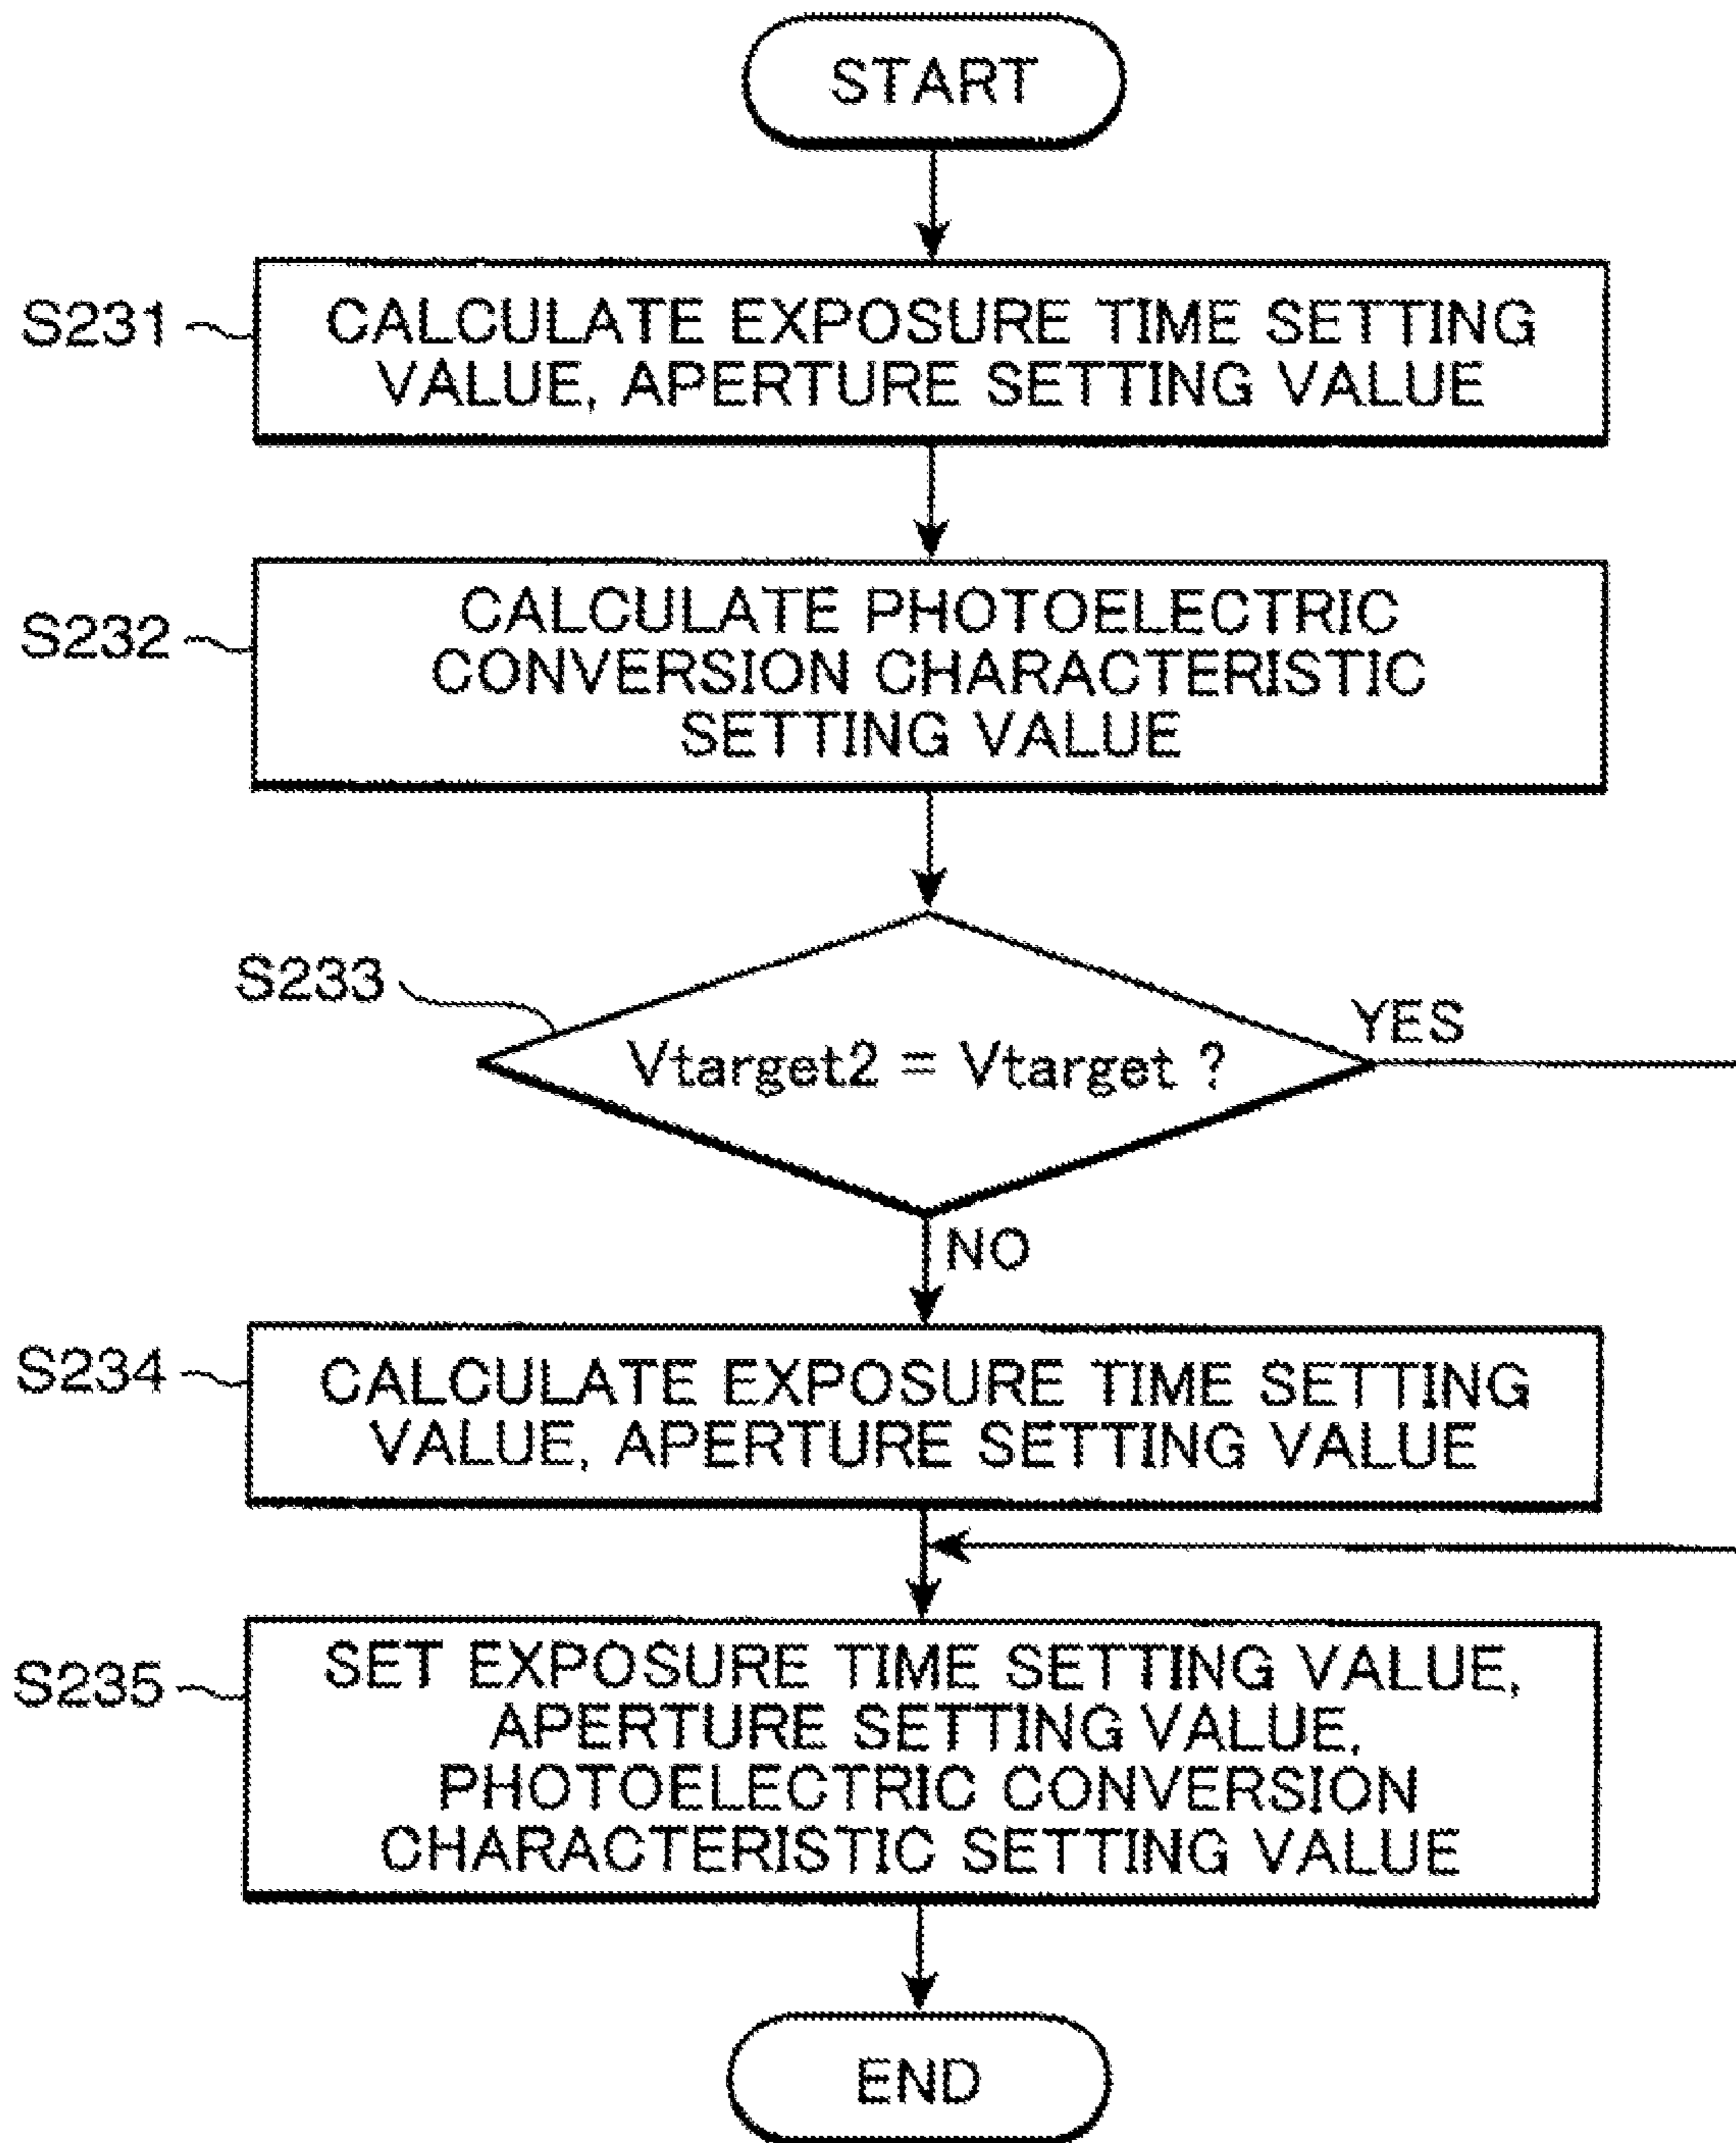 START
S231
CALCULATE EXPOSURE TIME SETTING
VALUE, APERTURE SETTING VALUE
S232
CALCULATE PHOTOELECTRIC
CONVERSION CHARACTERISTIC
SETTING VALUE
S233
Vtarget2 = Vtarget ?
YES
NO
S234
CALCULATE EXPOSURE TIME SETTING
VALUE, APERTURE SETTING VALUE
S235
SET EXPOSURE TIME SETTING VALUE,
APERTURE SETTING VALUE,
PHOTOELECTRIC CONVERSION
CHARACTERISTIC SETTING VALUE
END